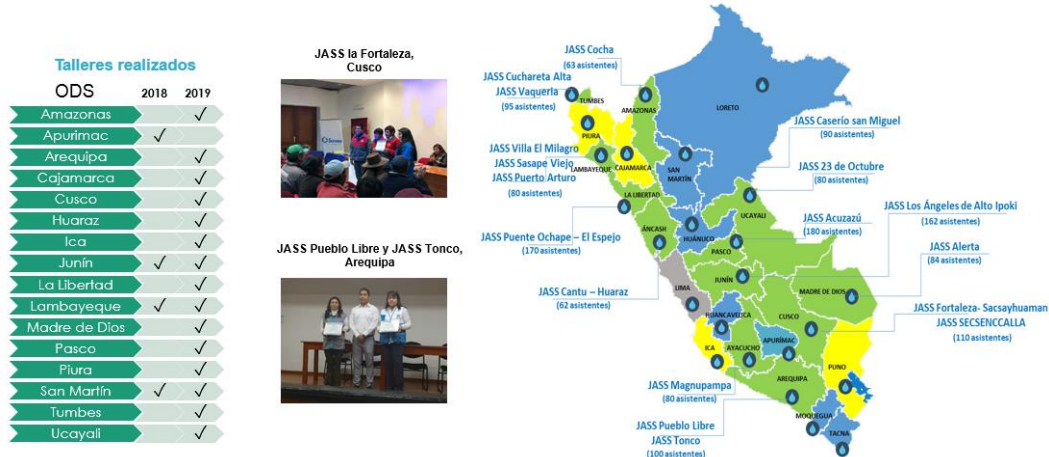 Talleres realizados
ODS 2018 2019
Amazonas ✓
Apurimac ✓
Arequipa ✓
Cajamarca ✓
Cusco ✓
Huaraz ✓
Ica ✓
Junín ✓ ✓
La Libertad ✓
Lambayeque ✓ ✓
Madre de Dios ✓
Pasco ✓
Piura ✓
San Martín ✓ ✓
Tumbes ✓
Ucayali ✓
JASS la Fortaleza,
Cusco
JASS Pueblo Libre y JASS Tonco,
Arequipa
JASS Cocha
(63 asistentes)
JASS Cuchareta Alta
JASS Vaquería
(95 asistentes)
JASS Villa El Milagro
JASS Sasape Viejo
JASS Puerto Arturo
(80 asistentes)
JASS Puente Ochape – El Espejo
(170 asistentes)
JASS Cantu – Huaraz
(62 asistentes)
JASS Magnupampa
(80 asistentes)
JASS Pueblo Libre
JASS Tonco
(100 asistentes)
JASS Caserío san Miguel
(90 asistentes)
JASS 23 de Octubre
(80 asistentes)
JASS Los Ángeles de Alto Ipoki
(162 asistentes)
JASS Acuzazú
(180 asistentes)
JASS Alerta
(84 asistentes)
JASS Fortaleza- Sacsayhuaman
JASS SECSENCCALLA
(110 asistentes)
TUMBES
PIURA
AMAZONAS
LORETO
LAMBAYEQUE
CAJAMARCA
SAN
MARTÍN
LA LIBERTAD
ÁNCASH
HUÁNUCO
UCAYALI
PASCO
LIMA
JUNÍN
MADRE DE DIOS
HUANCAVELICA
CUSCO
ICA
AYACUCHO
APURÍMAC
PUNO
AREQUIPA
MOQUEGUA
TACNA